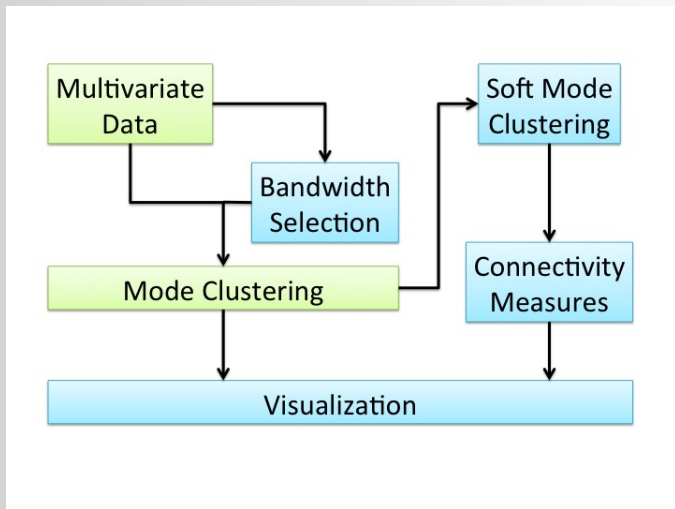 Multivariate
Data
Bandwidth
Selection
Mode Clustering
Soft Mode
Clustering
Connectivity
Measures
Visualization